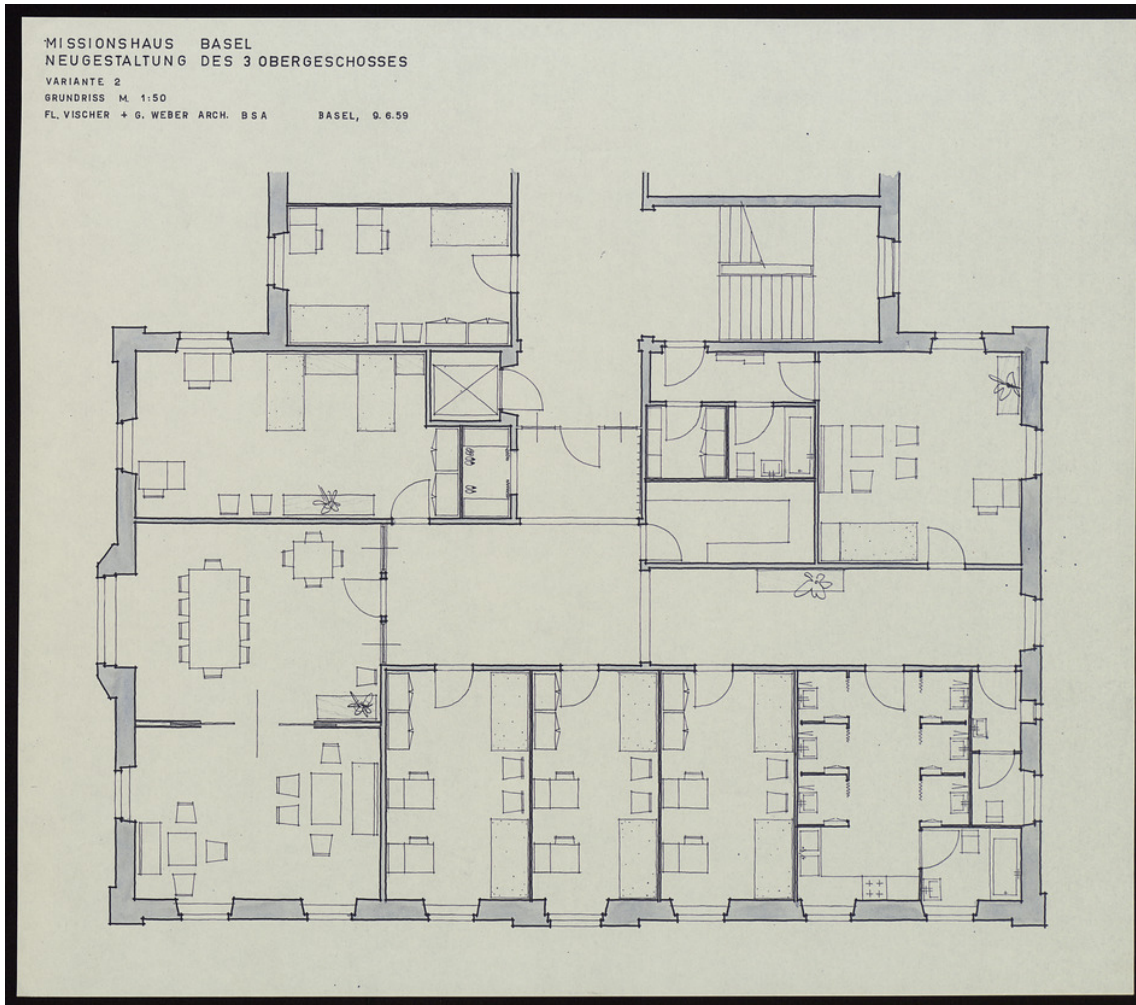 MISSIONSHAUS BASEL
NEUGESTALTUNG DES 3 OBERGESCHOSSES
VARIANTE 2
GRUNDRISS M. 1:50
FL. VISCHER + G. WEBER ARCH. BSA BASEL, 9.6.59